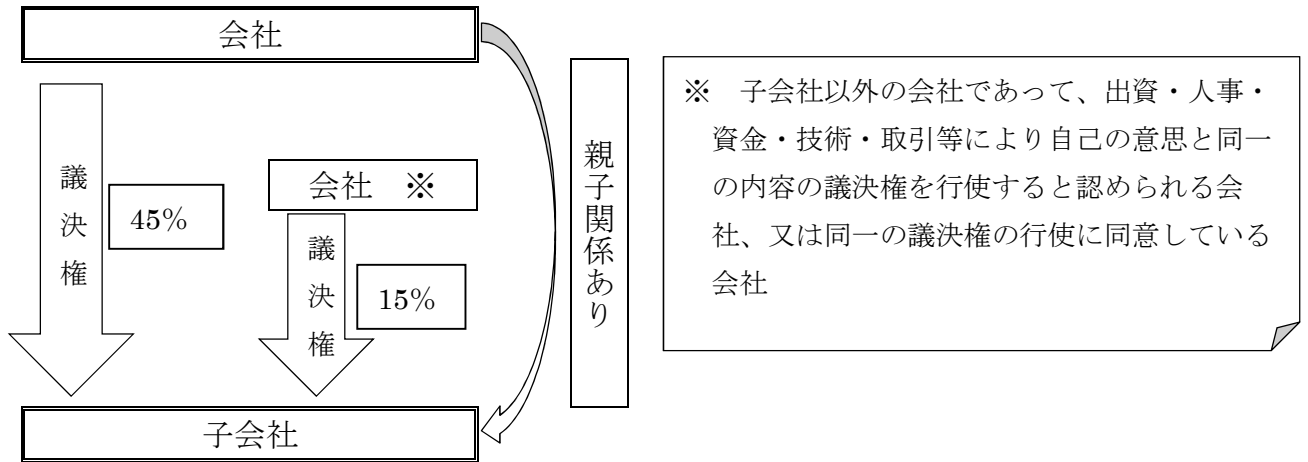 会社
議決権
45%
会社　※
議決権
15%
子会社
親子関係あり
※　子会社以外の会社であって、出資・人事・
資金・技術・取引等により自己の意思と同一
の内容の議決権を行使すると認められる会
社、又は同一の議決権の行使に同意している
会社